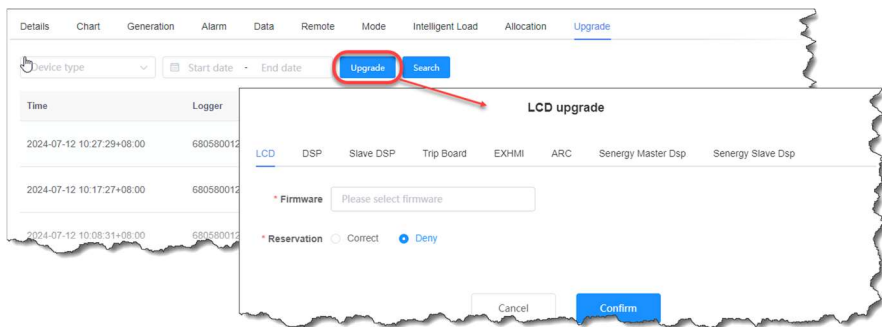 Details Chart Generation Alarm Data Remote Mode Intelligent Load Allocation Upgrade
Device type Start date - End date Upgrade Search
Time Logger
2024-07-12 10:27:29+08:00 680580012
2024-07-12 10:17:27+08:00 680580012
2024-07-12 10:08:31+08:00 680580012
LCD upgrade
LCD DSP Slave DSP Trip Board EXHMI ARC Senergy Master Dsp Senergy Slave Dsp
* Firmware Please select firmware
* Reservation Correct Deny
Cancel Confirm